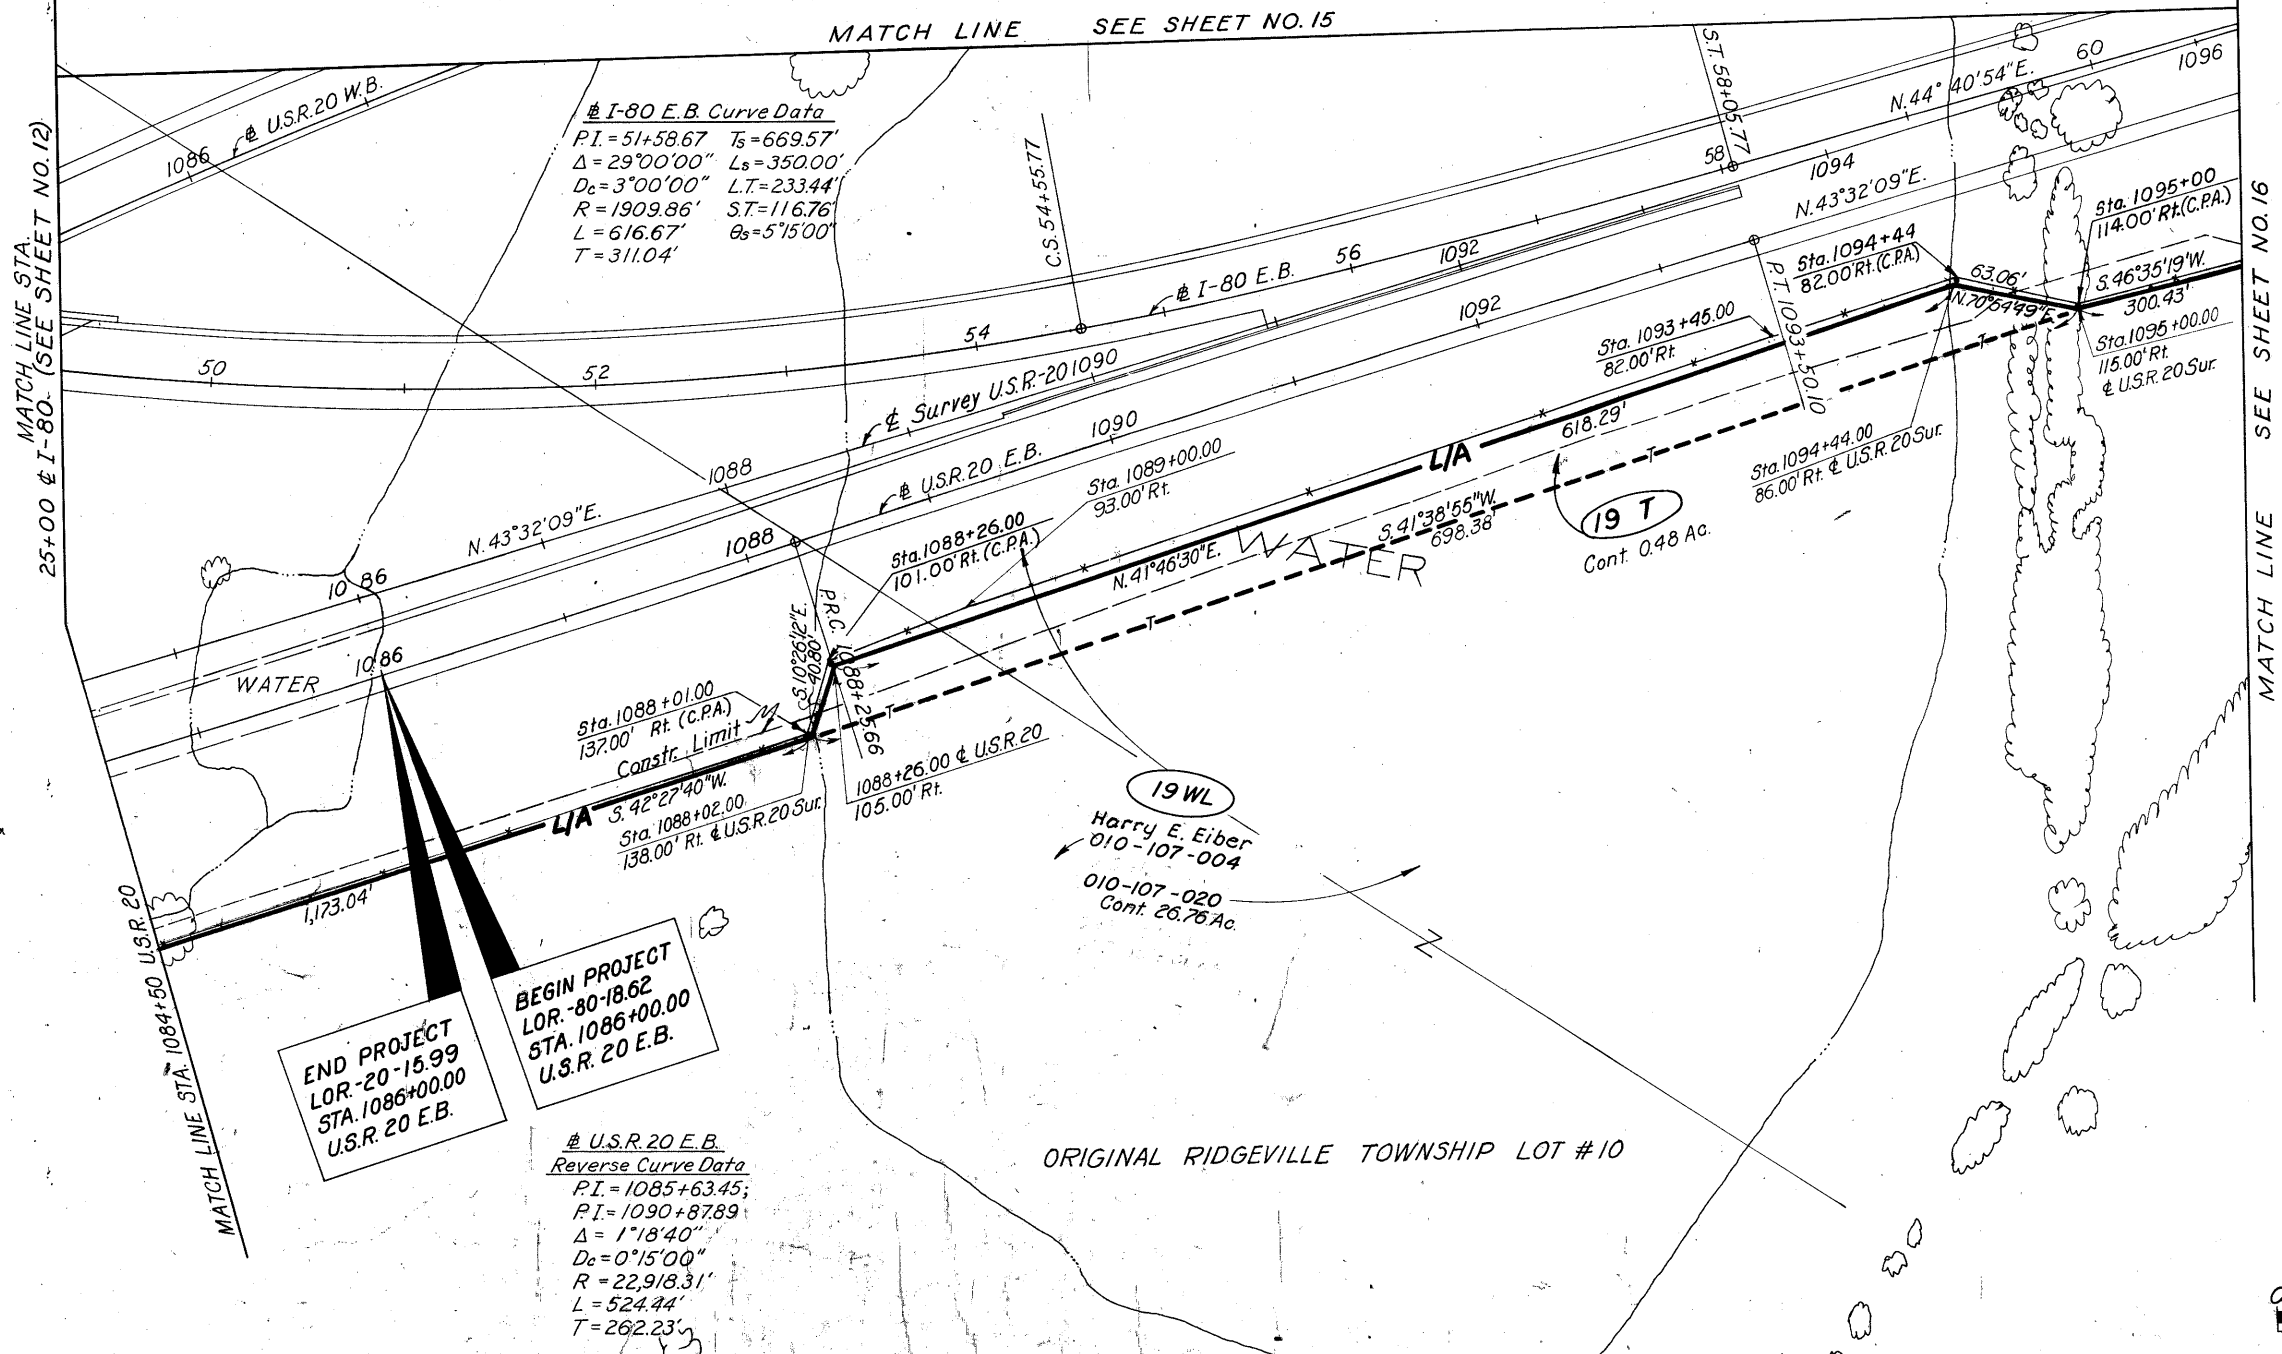 MATCH LINE SEE SHEET NO. 15
MATCH LINE STA.
25+00 ℄ I-80. (SEE SHEET NO. 12)
U.S.R. 20 W.B.
1086
I-80 E.B. Curve Data
P.I. = 51+58.67 Ts = 669.57'
Δ = 29°00'00" Ls = 350.00'
Dc = 3°00'00" L.T. = 233.44'
R = 1909.86' S.T. = 116.76'
L = 616.67' θs = 5°15'00"
T = 311.04'
C.S. 54+55.77
S.T. 58+05.77
N. 44° 40' 54" E.
60
1096
58
1094
N. 43°32'09" E.
Sta. 1095+00
114.00' Rt. (C.P.A.)
Sta. 1094+44
82.00' Rt. (C.P.A.)
63.06'
N. 70°54'49" E.
S. 46°35'19" W.
300.43'
Sta. 1095+00.00
115.00' Rt.
℄ U.S.R. 20 Sur.
MATCH LINE SEE SHEET NO. 16
50
52
54
I-80 E.B.
56
1092
1092
P.T. 1093+50.10
Sta. 1093+45.00
82.00' Rt.
618.29'
℄ Survey U.S.R.-20
1090
1088
1090
U.S.R. 20 E.B.
Sta. 1089+00.00
93.00' Rt.
L/A
Sta. 1094+44.00
86.00' Rt. ℄ U.S.R. 20 Sur.
T
T
19 T
Cont. 0.48 Ac.
S. 41°38'55" W.
698.38'
WATER
N. 41°46'30" E.
Sta. 1088+26.00
101.00' Rt. (C.P.A.)
N. 43°32'09" E.
1088
1086
1086
WATER
P.R.C. 1088+25.66
S. 10°26'12" E.
40.80'
T
T
Sta. 1088+01.00
137.00' Rt. (C.P.A.)
Constr. Limit
S. 42°27'40" W.
L/A
Sta. 1088+02.00
138.00' Rt. ℄ U.S.R. 20 Sur.
1088+26.00 ℄ U.S.R. 20
105.00' Rt.
1,173.04'
19 WL
Harry E. Eiber
010-107-004
010-107-020
Cont. 26.76 Ac.
N
MATCH LINE STA. 1084+50 U.S.R. 20
END PROJECT
LOR.-20-15.99
STA. 1086+00.00
U.S.R. 20 E.B.
BEGIN PROJECT
LOR.-80-18.62
STA. 1086+00.00
U.S.R. 20 E.B.
U.S.R. 20 E.B.
Reverse Curve Data
P.I. = 1085+63.45;
P.I. = 1090+87.89
Δ = 1°18'40"
Dc = 0°15'00"
R = 22,918.31'
L = 524.44'
T = 262.23'
ORIGINAL RIDGEVILLE TOWNSHIP LOT #10